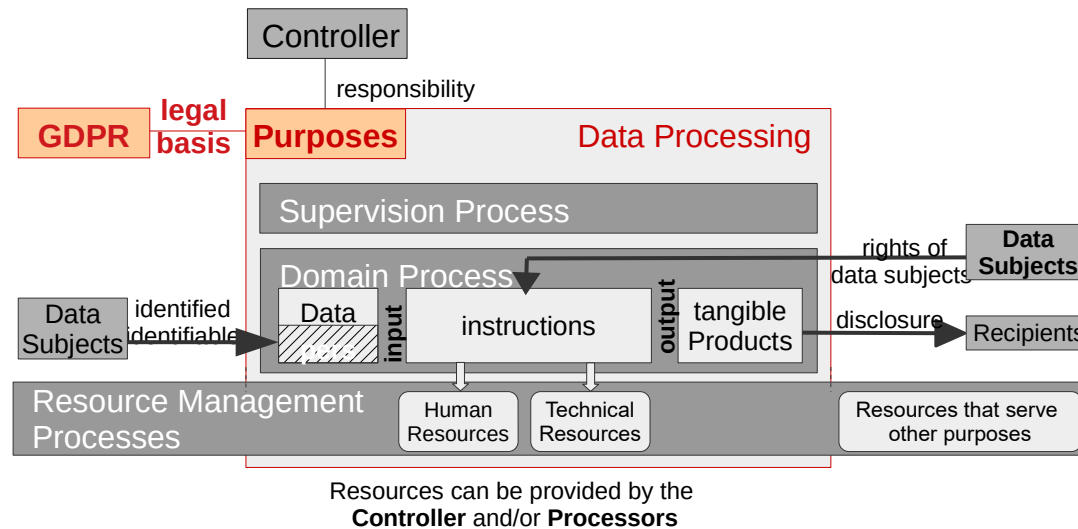 Controller
responsibility
GDPR
legal
basis
Purposes
Data Processing
Supervision Process
Domain Process
rights of
data subjects
Data
Subjects
Data
Subjects
identified
identifiable
Data
input
instructions
output
tangible
Products
disclosure
Recipients
Resource Management
Processes
Human
Resources
Technical
Resources
Resources that serve
other purposes
Resources can be provided by the
Controller and/or Processors